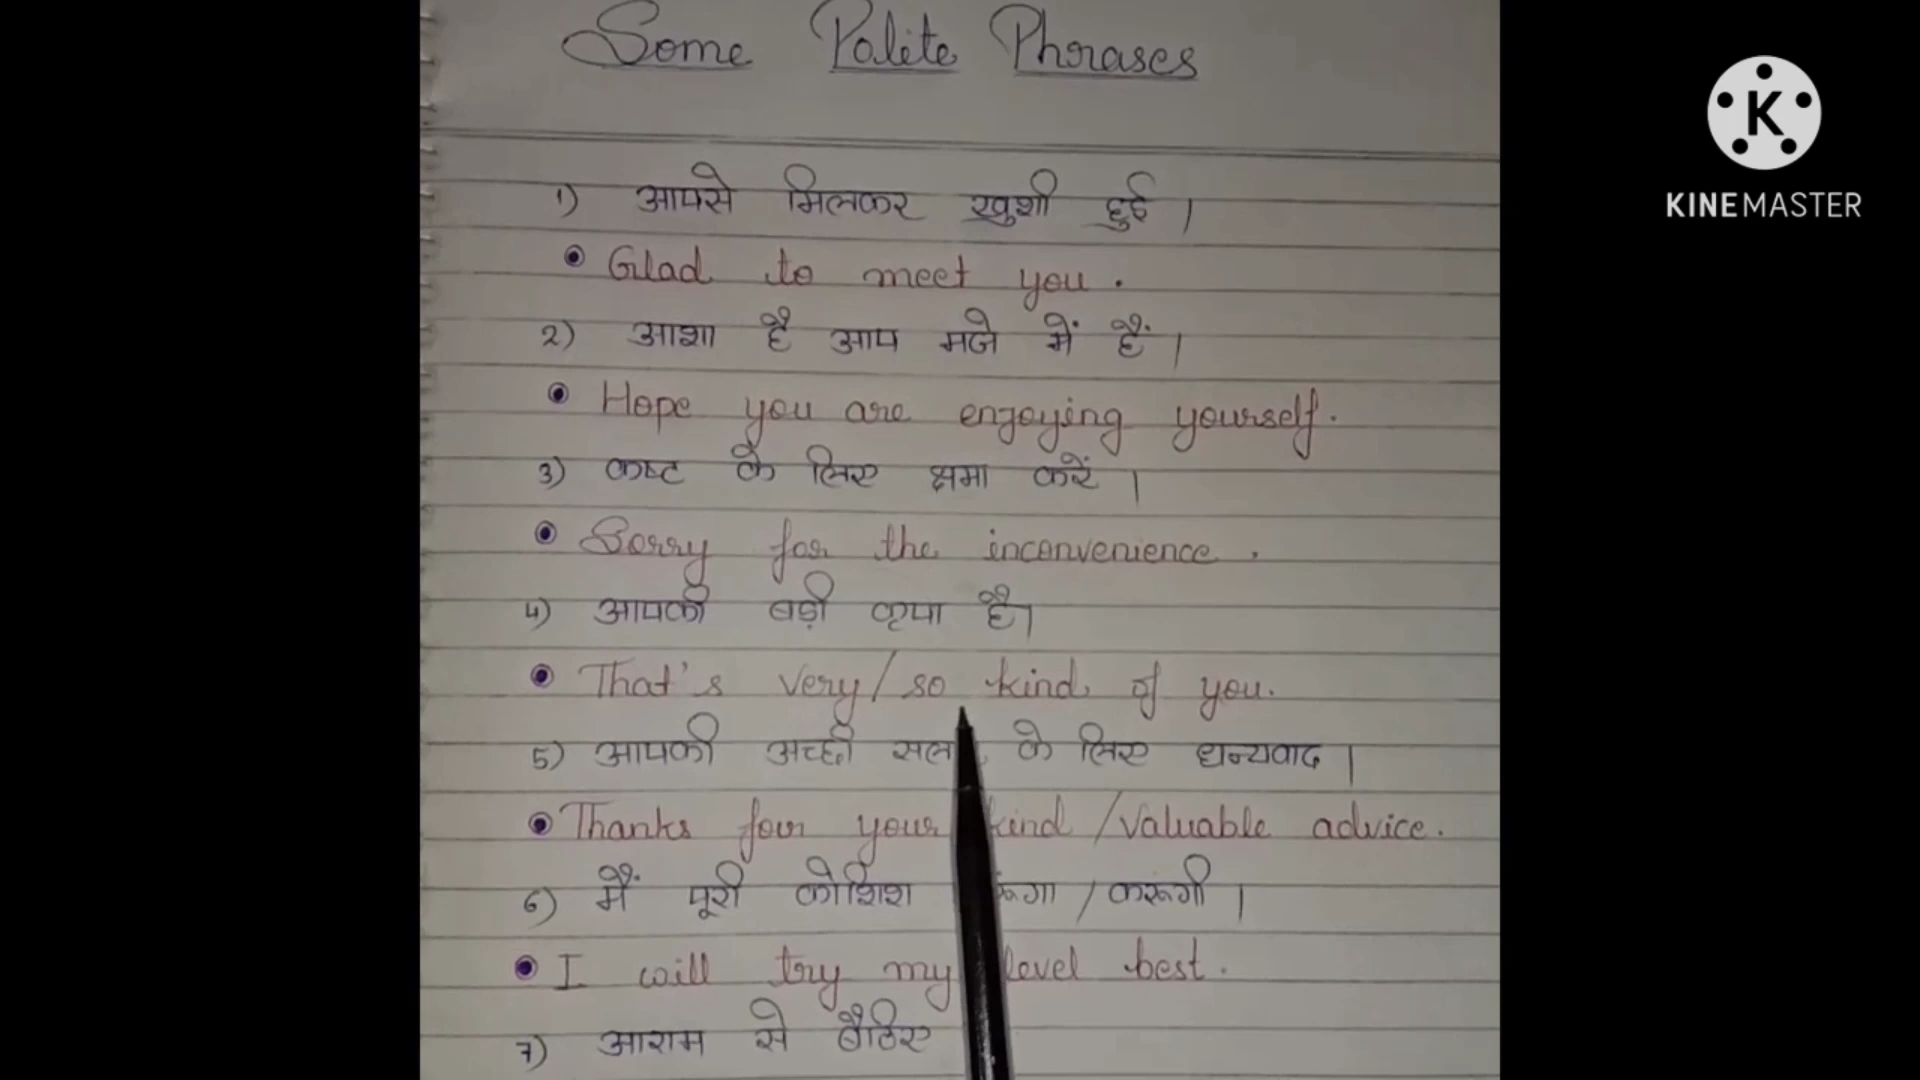 Some Polite Phrases
1) आपसे मिलकर खुशी हुई।
Glad to meet you.
2) आशा है आप मजे में हैं।
Hope you are enjoying yourself.
3) कष्ट के लिए क्षमा करें।
Sorry for the inconvenience.
4) आपकी बड़ी कृपा है।
That's very/so kind of you.
5) आपकी अच्छी के लिए धन्यवाद।
Thanks for your kind /valuable advice.
6) मैं पूरी कोशिश / करूंगी।
I will try my level best.
7) आराम से बैठिए
K
KINEMASTER